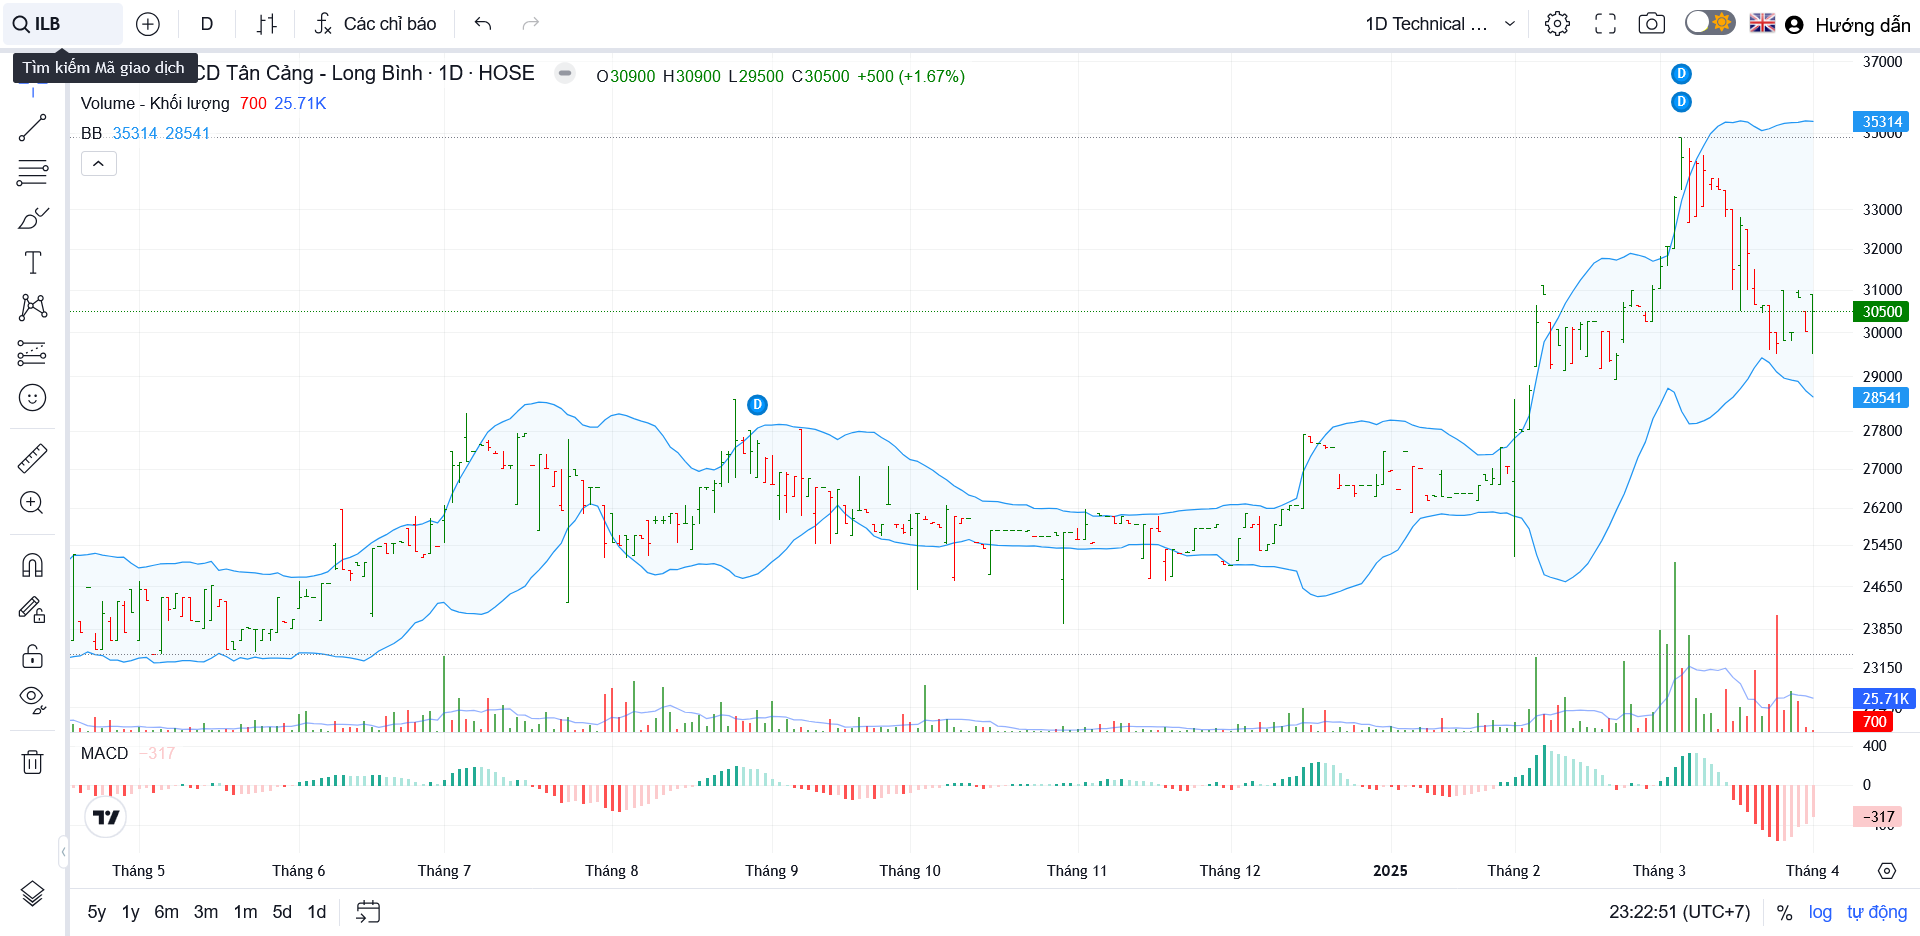 ILB
D
Các chỉ báo
1D Technical ...
Hướng dẫn
Tìm kiếm Mã giao dịch
CD Tân Cảng - Long Bình · 1D · HOSE
O30900 H30900 L29500 C30500 +500 (+1.67%)
Volume - Khối lượng 700 25.71K
BB 35314 28541
D
D
D
37000
35314
35000
33000
32000
31000
30500
30000
29000
28541
27800
27000
26200
25450
24650
23850
23150
25.71K
700
MACD −317
400
0
−317
Tháng 5
Tháng 6
Tháng 7
Tháng 8
Tháng 9
Tháng 10
Tháng 11
Tháng 12
2025
Tháng 2
Tháng 3
Tháng 4
5y 1y 6m 3m 1m 5d 1d
23:22:51 (UTC+7) % log tự động